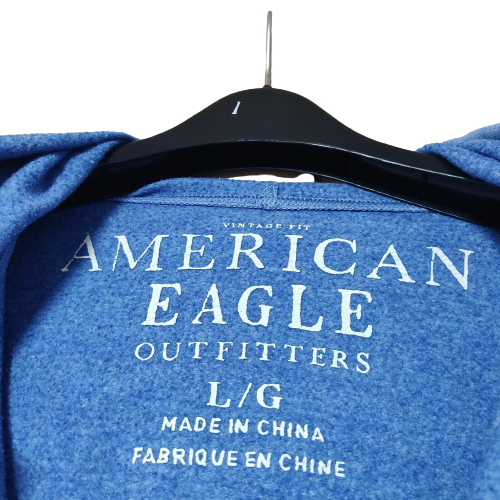 VINTAGE FIT
AMERICAN
EAGLE
OUTFITTERS
L/G
MADE IN CHINA
FABRIQUE EN CHINE